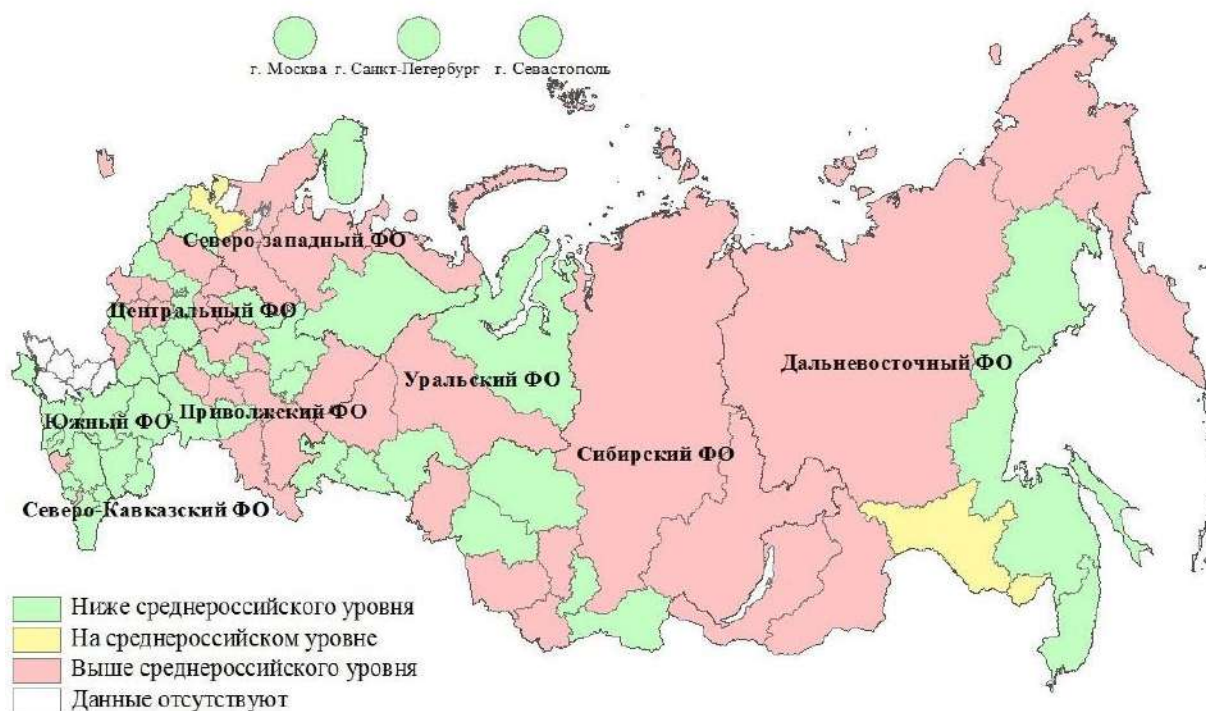 г. Москва г. Санкт-Петербург г. Севастополь
Северо-западный ФО
Центральный ФО
Дальневосточный ФО
Уральский ФО
Южный ФО Приволжский ФО
Сибирский ФО
Северо-Кавказский ФО
Ниже среднероссийского уровня
На среднероссийском уровне
Выше среднероссийского уровня
Данные отсутствуют